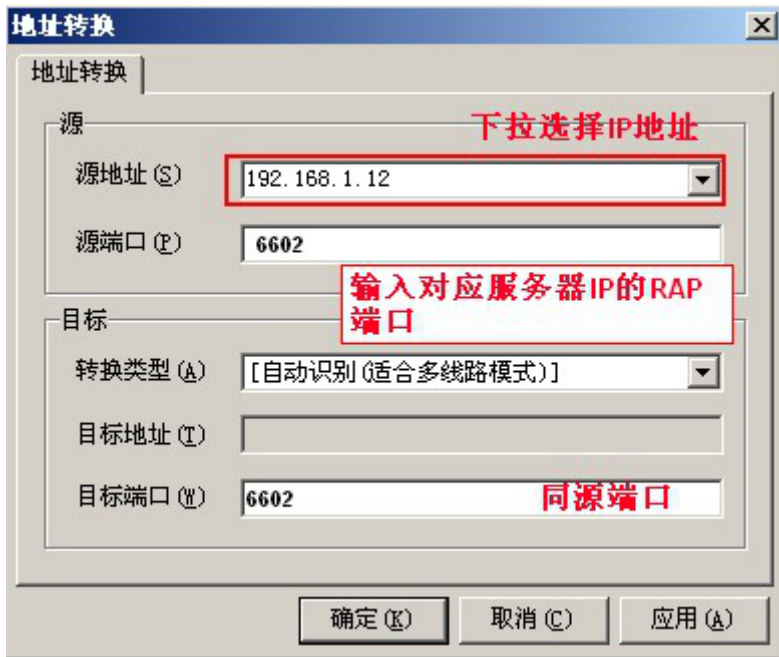 地址转换
地址转换
源
下拉选择IP地址
源地址(S)
192.168.1.12
源端口(P)
6602
输入对应服务器IP的RAP
端口
目标
转换类型(A)
[自动识别(适合多线路模式)]
目标地址(T)
目标端口(W)
6602
同源端口
确定(K)
取消(C)
应用(A)